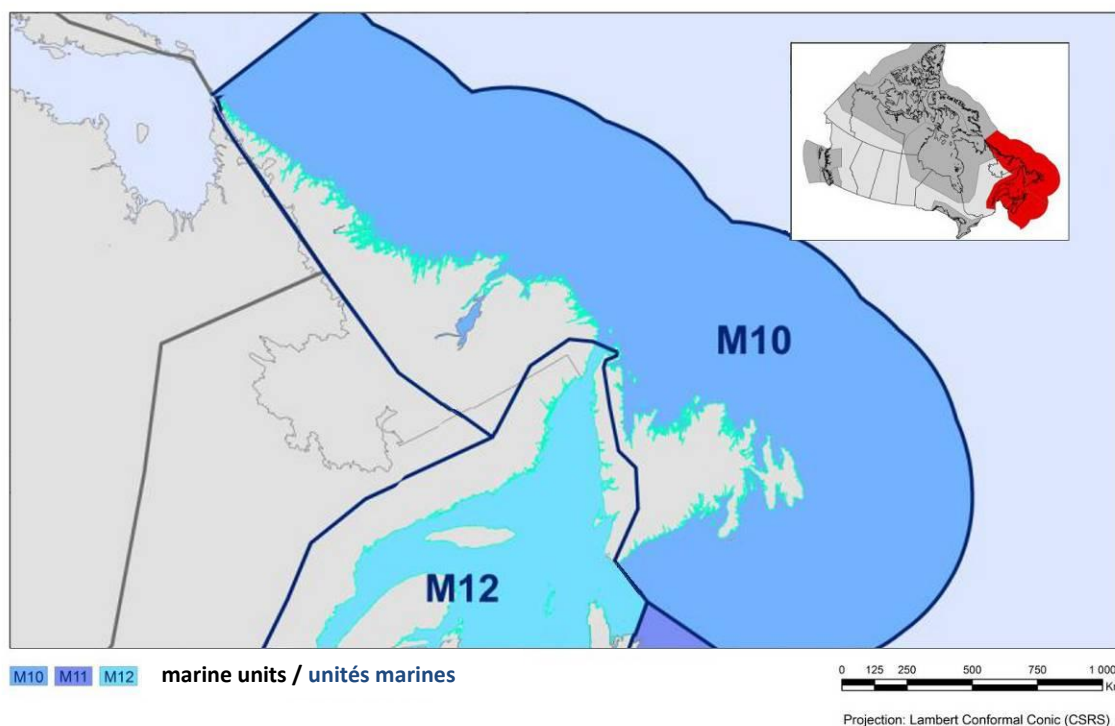 M10
M12
M10 M11 M12 marine units / unités marines
0 125 250 500 750 1 000
Km
Projection: Lambert Conformal Conic (CSRS)